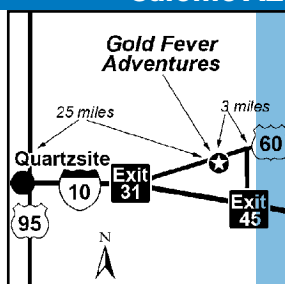 Gold Fever
Adventures
25 miles
3 miles
60
Quartzsite
10
Exit
31
Exit
45
95
N